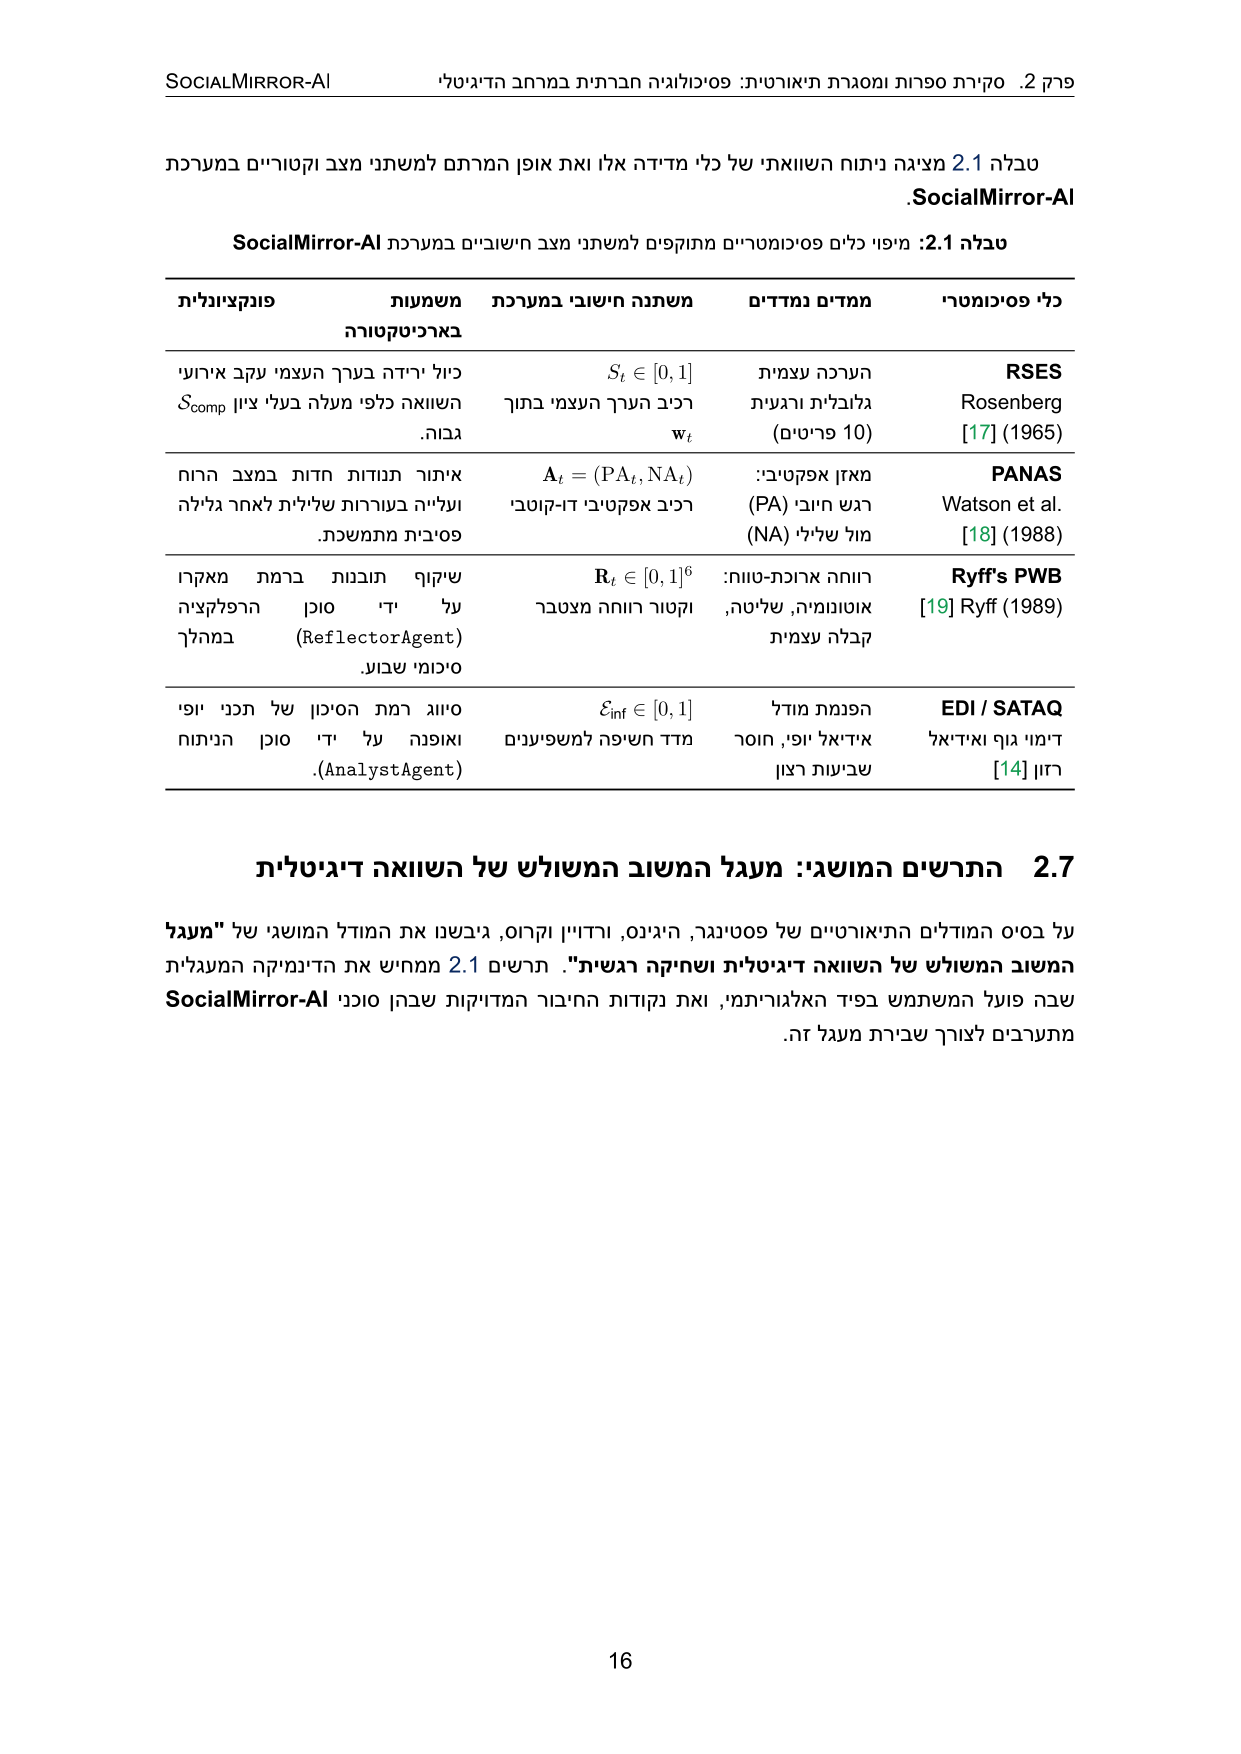 פרק 2. סקירת ספרות ומסגרת תיאורטית: פסיכולוגיה חברתית במרחב הדיגיטלי SOCIALMIRROR-AI
טבלה 2.1 מציגה ניתוח השוואתי של כלי מדידה אלו ואת אופן המרתם למשתני מצב וקטוריים במערכת
SocialMirror-AI.
טבלה 2.1: מיפוי כלים פסיכומטריים מתוקפים למשתני מצב חישוביים במערכת SocialMirror-AI
כלי פסיכומטרי ממדים נמדדים משתנה חישובי במערכת משמעות פונקציונלית
בארכיטקטורה
RSES הערכה עצמית S_t ∈ [0, 1] כיול ירידה בערך העצמי עקב אירועי
Rosenberg גלובלית ורגעית רכיב הערך העצמי בתוך השוואה כלפי מעלה בעלי ציון S_comp
(1965) [17] (10 פריטים) w_t גבוה.
PANAS מאזן אפקטיבי: A_t = (PA_t, NA_t) איתור תנודות חדות במצב הרוח
Watson et al. רגש חיובי (PA) רכיב אפקטיבי דו-קוטבי ועלייה בעוררות שלילית לאחר גלילה
(1988) [18] מול שלילי (NA) פסיבית מתמשכת.
Ryff's PWB רווחה ארוכת-טווח: R_t ∈ [0, 1]^6 שיקוף תובנות ברמת מאקרו
Ryff (1989) [19] אוטונומיה, שליטה, וקטור רווחה מצטבר על ידי סוכן הרפלקציה
קבלה עצמית (ReflectorAgent) במהלך
סיכומי שבוע.
EDI / SATAQ הפנמת מודל ℰ_inf ∈ [0, 1] סיווג רמת הסיכון של תכני יופי
דימוי גוף ואידיאל אידיאל יופי, חוסר מדד חשיפה למשפיענים ואופנה על ידי סוכן הניתוח
רזון [14] שביעות רצון (AnalystAgent).
2.7 התרשים המושגי: מעגל המשוב המשולש של השוואה דיגיטלית
על בסיס המודלים התיאורטיים של פסטינגר, היגינס, ורדויין וקרוס, גיבשנו את המודל המושגי של "מעגל
המשוב המשולש של השוואה דיגיטלית ושחיקה רגשית". תרשים 2.1 ממחיש את הדינמיקה המעגלית
שבה פועל המשתמש בפיד האלגוריתמי, ואת נקודות החיבור המדויקות שבהן סוכני SocialMirror-AI
מתערבים לצורך שבירת מעגל זה.
16